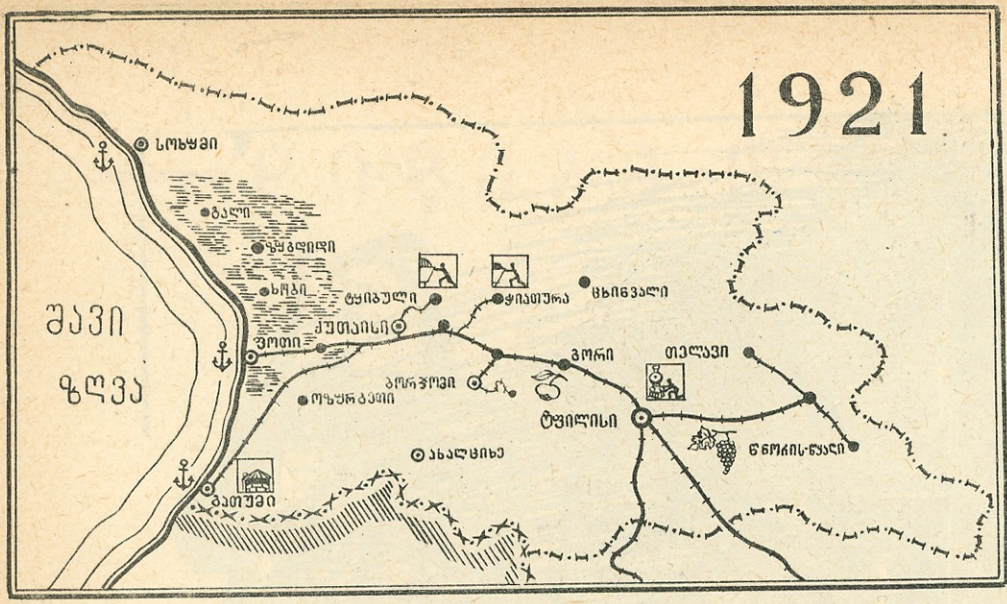 1921
სოხუმი
გალი
ზუგდიდი
ხობი
ტყიბული
ჭიათურა
ცხინვალი
შავი
ზღვა
ქუთაისი
ფოთი
გორი
თელავი
ბორჯომი
ოზურგეთი
ტფილისი
წნორის-წყალი
ახალციხე
ბათუმი